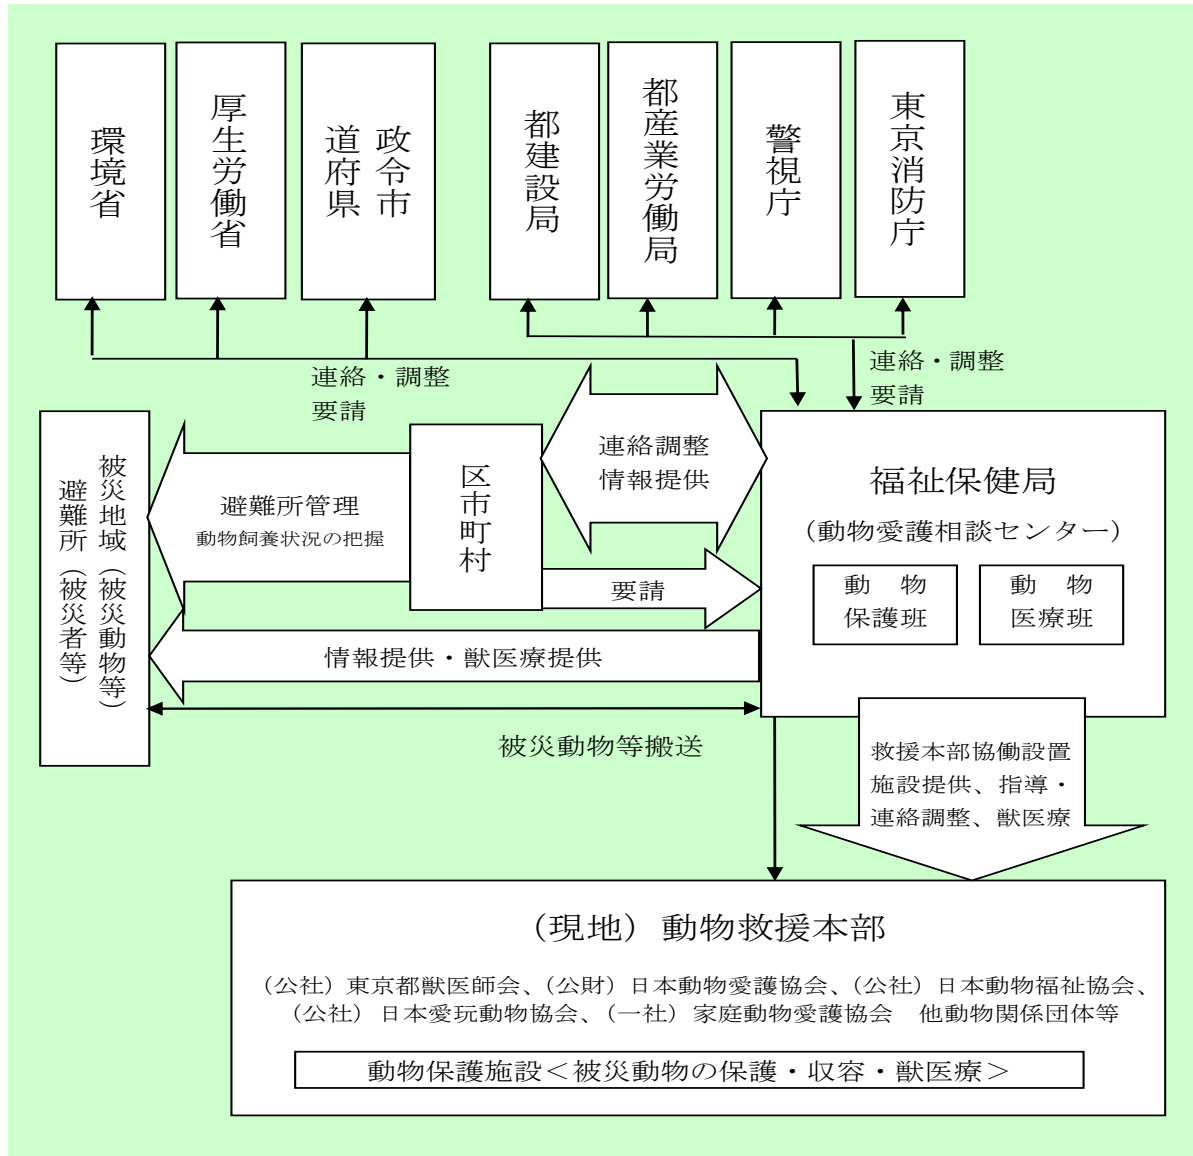 環境省
厚生労働省
政令市
道府県
都建設局
都産業労働局
警視庁
東京消防庁
連絡・調整
要請
連絡・調整
要請
被災地域（被災動物等）
避難所（被災者等）
避難所管理
動物飼養状況の把握
区市町村
連絡調整
情報提供
要請
情報提供・獣医療提供
被災動物等搬送
福祉保健局
（動物愛護相談センター）
動　物
保護班
動　物
医療班
救援本部協働設置
施設提供、指導・
連絡調整、獣医療
（現地）動物救援本部
（公社）東京都獣医師会、（公財）日本動物愛護協会、（公社）日本動物福祉協会、
（公社）日本愛玩動物協会、（一社）家庭動物愛護協会　他動物関係団体等
動物保護施設＜被災動物の保護・収容・獣医療＞